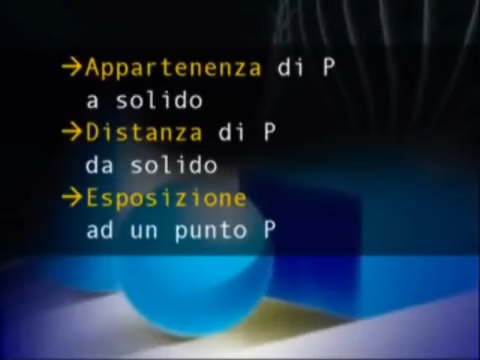 →Appartenenza di P
a solido
→Distanza di P
da solido
→Esposizione
ad un punto P